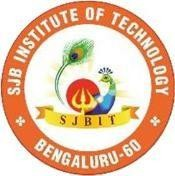 SJB INSTITUTE OF TECHNOLOGY
SJBIT
BENGALURU-60